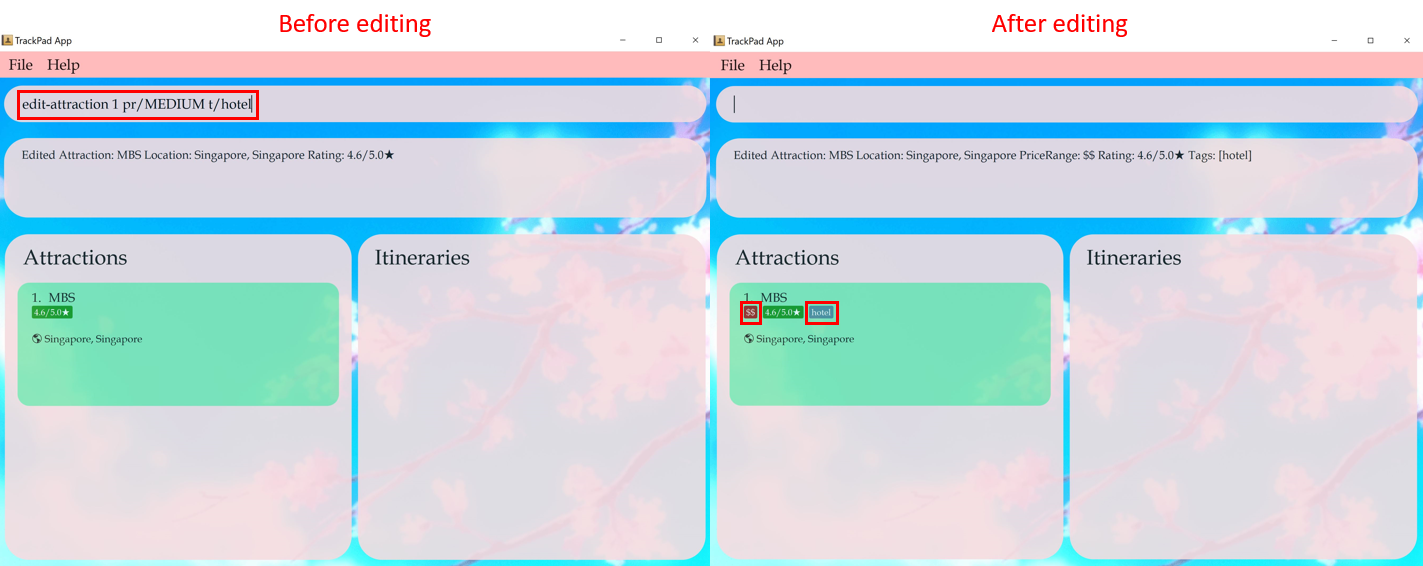 Before editing
TrackPad App
File Help
edit-attraction 1 pr/MEDIUM t/hotel
Edited Attraction: MBS Location: Singapore, Singapore Rating: 4.6/5.0★
Attractions
1. MBS
4.6/5.0★
Singapore, Singapore
Itineraries
After editing
TrackPad App
File Help
Edited Attraction: MBS Location: Singapore, Singapore PriceRange: $$ Rating: 4.6/5.0★ Tags: [hotel]
Attractions
1. MBS
$$ 4.6/5.0★ hotel
Singapore, Singapore
Itineraries